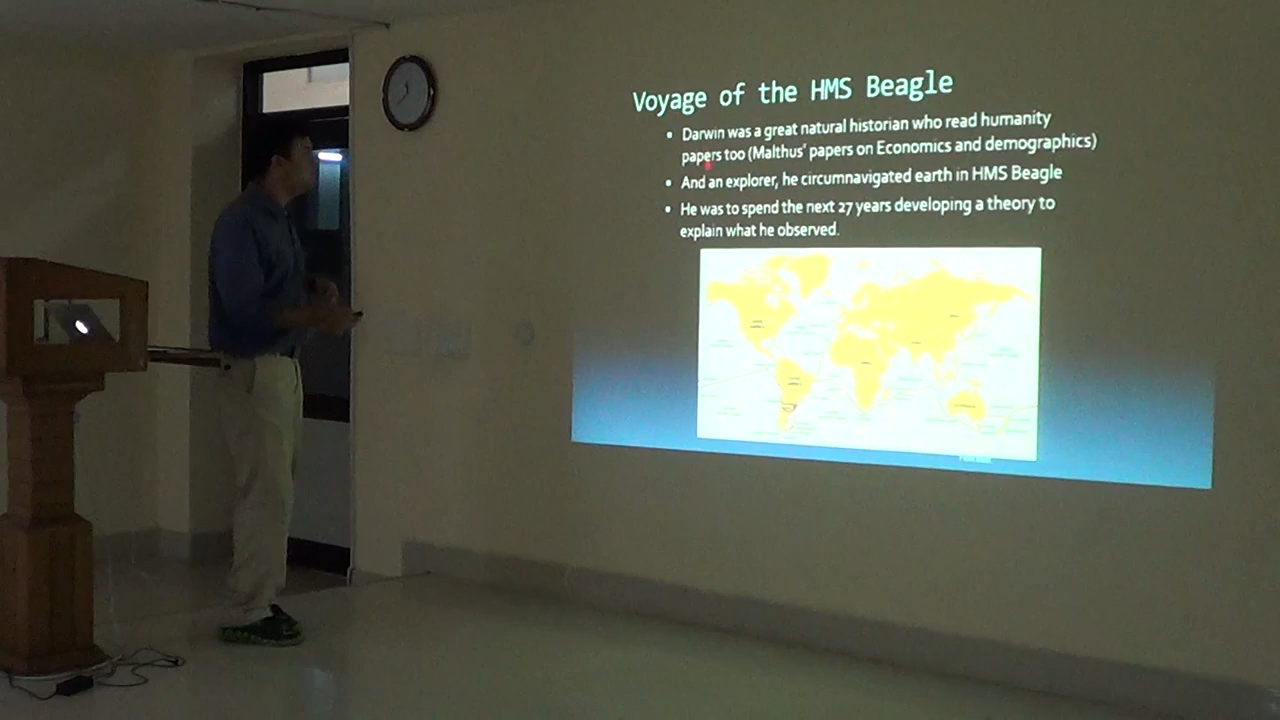 Voyage of the HMS Beagle
• Darwin was a great natural historian who read humanity
papers too (Malthus' papers on Economics and demographics)
• And an explorer, he circumnavigated earth in HMS Beagle
• He was to spend the next 27 years developing a theory to
explain what he observed.